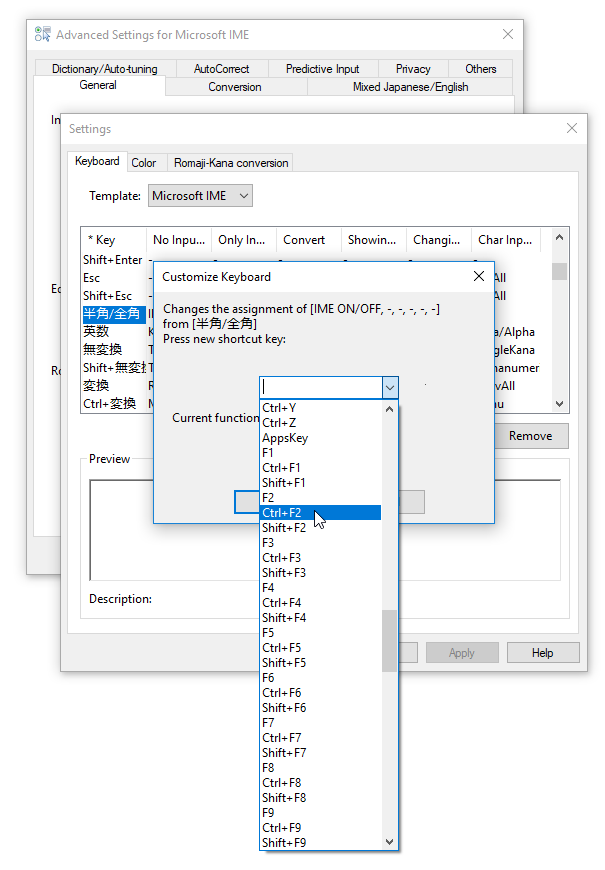 Advanced Settings for Microsoft IME
Dictionary/Auto-tuning AutoCorrect Predictive Input Privacy Others
General Conversion Mixed Japanese/English
Settings
Keyboard Color Romaji-Kana conversion
Template: Microsoft IME
* Key No Inpu... Only In... Convert Showin... Changi... Char Inp...
Shift+Enter - - - - - -
Esc - All
Shift+Esc - All
半角/全角
英数 a/Alpha
無変換 gleKana
Shift+無変換 hanumer
変換 vAll
Ctrl+変換
Customize Keyboard
Changes the assignment of [IME ON/OFF, -, -, -, -, -]
from [半角/全角]
Press new shortcut key:
Current function
Ctrl+Y
Ctrl+Z
AppsKey
F1
Ctrl+F1
Shift+F1
F2
Ctrl+F2
Shift+F2
F3
Ctrl+F3
Shift+F3
F4
Ctrl+F4
Shift+F4
F5
Ctrl+F5
Shift+F5
F6
Ctrl+F6
Shift+F6
F7
Ctrl+F7
Shift+F7
F8
Ctrl+F8
Shift+F8
F9
Ctrl+F9
Shift+F9
Remove
Preview
Description:
Apply Help